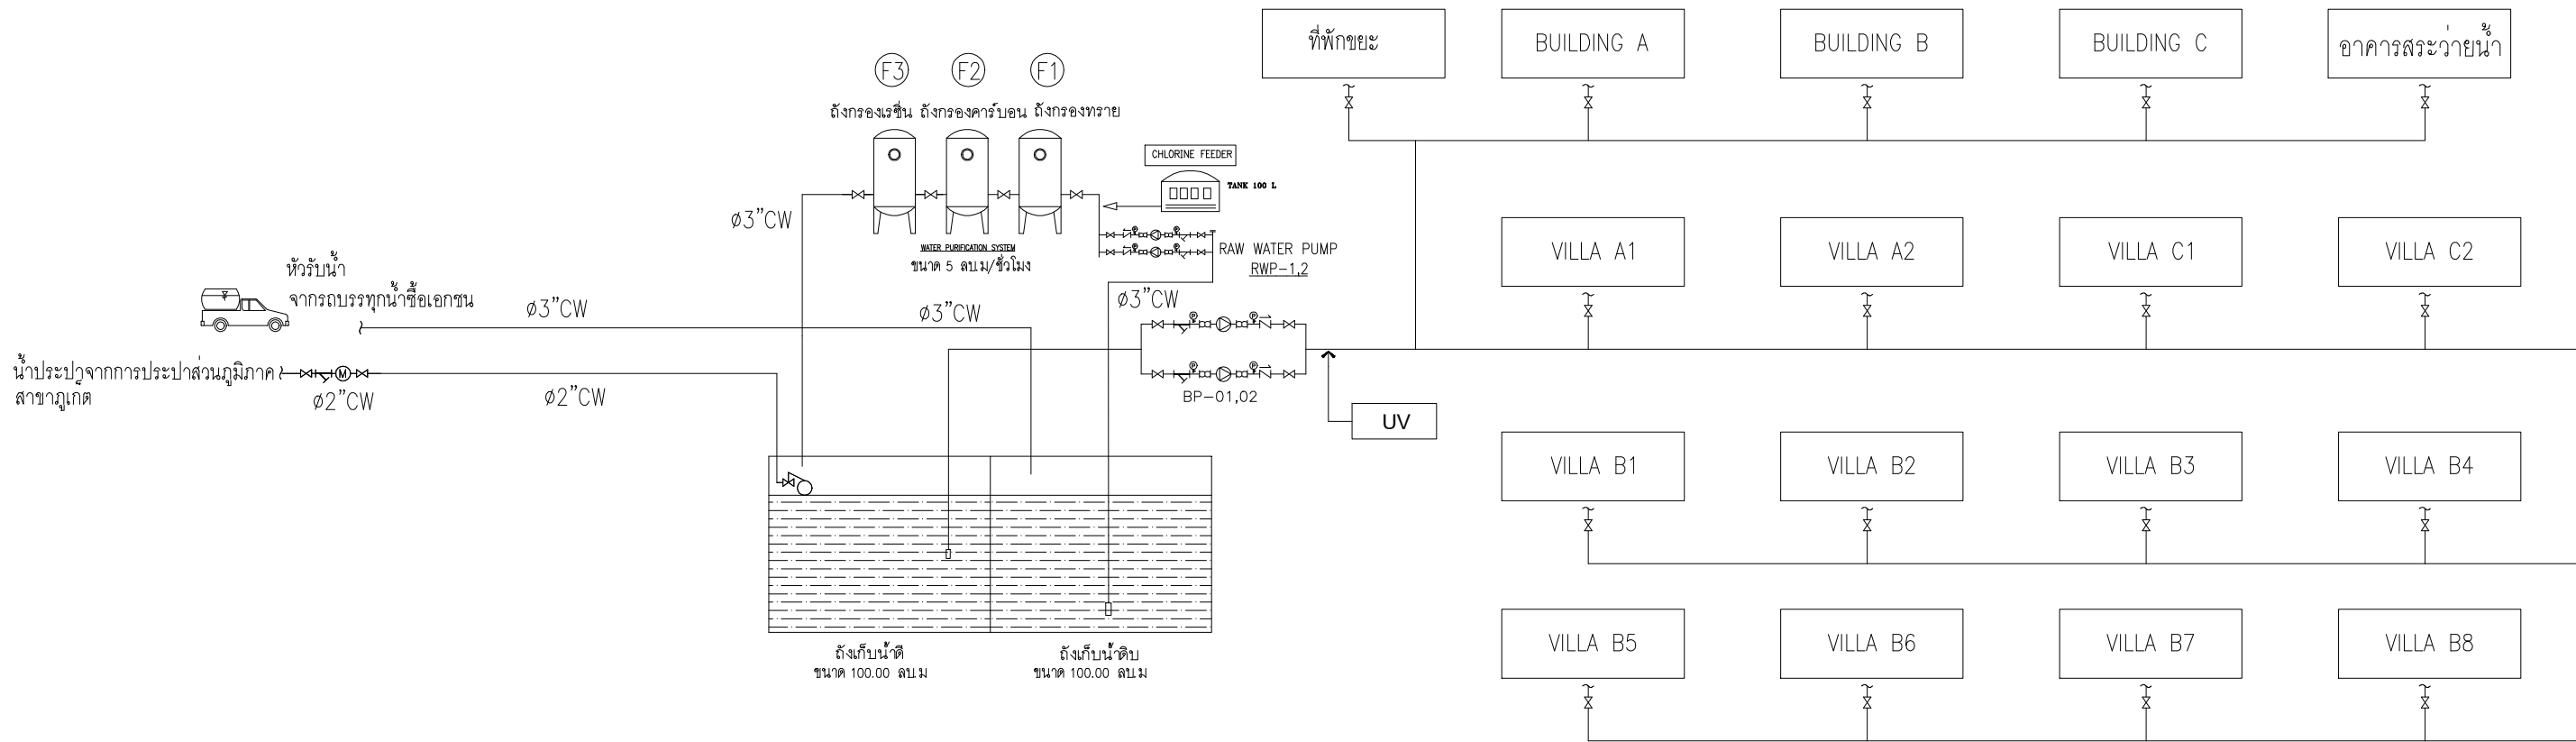 ที่พักขยะ
BUILDING A
BUILDING B
BUILDING C
อาคารสระว่ายน้ำ
F3
F2
F1
ถังกรองเรซิ่น
ถังกรองคาร์บอน
ถังกรองทราย
CHLORINE FEEDER
TANK 100 L
Ø3"CW
WATER PURIFICATION SYSTEM
ขนาด 5 ลบ.ม/ชั่วโมง
RAW WATER PUMP
RWP-1,2
VILLA A1
VILLA A2
VILLA C1
VILLA C2
หัวรับน้ำ
จากรถบรรทุกน้ำซื้อเอกชน
Ø3"CW
Ø3"CW
Ø3"CW
P
P
P
P
P
P
P
P
น้ำประปาจากการประปาส่วนภูมิภาค
สาขาภูเก็ต
M
Ø2"CW
Ø2"CW
BP-01,02
UV
VILLA B1
VILLA B2
VILLA B3
VILLA B4
VILLA B5
VILLA B6
VILLA B7
VILLA B8
ถังเก็บน้ำดี
ขนาด 100.00 ลบ.ม
ถังเก็บน้ำดิบ
ขนาด 100.00 ลบ.ม